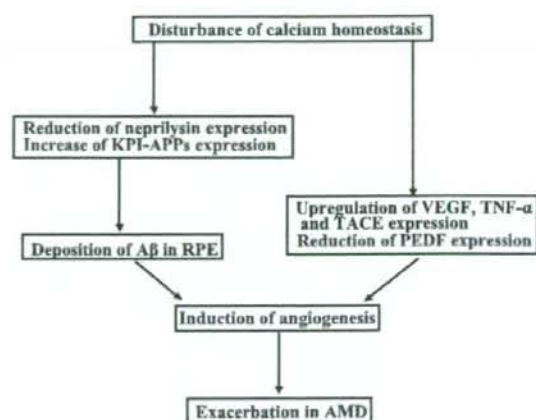 Disturbance of calcium homeostasis
Reduction of neprilysin expression
Increase of KPI-APPs expression
Upregulation of VEGF, TNF-α
and TACE expression
Reduction of PEDF expression
Deposition of Aβ in RPE
Induction of angiogenesis
Exacerbation in AMD